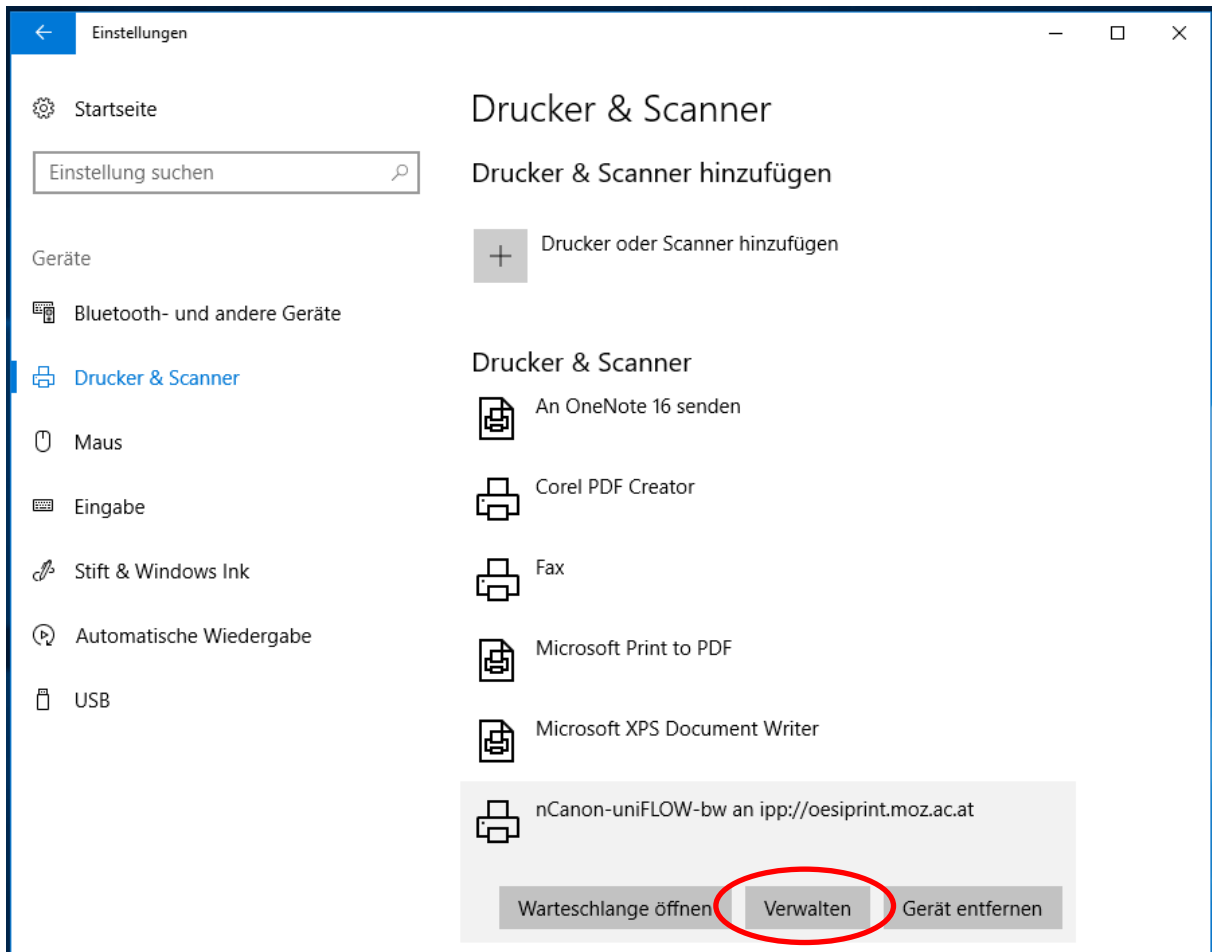 Einstellungen
Startseite
Einstellung suchen
Geräte
Bluetooth- und andere Geräte
Drucker & Scanner
Maus
Eingabe
Stift & Windows Ink
Automatische Wiedergabe
USB
Drucker & Scanner
Drucker & Scanner hinzufügen
Drucker oder Scanner hinzufügen
Drucker & Scanner
An OneNote 16 senden
Corel PDF Creator
Fax
Microsoft Print to PDF
Microsoft XPS Document Writer
nCanon-uniFLOW-bw an ipp://oesiprint.moz.ac.at
Warteschlange öffnen Verwalten Gerät entfernen